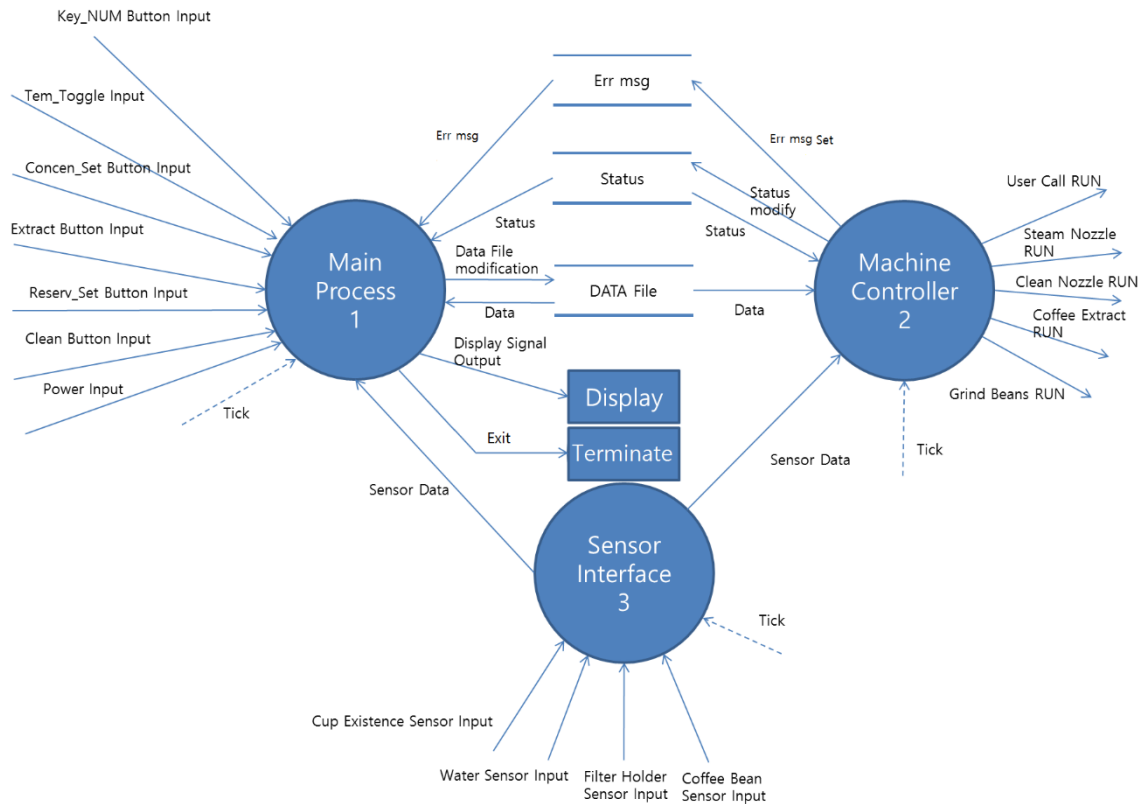 Key_NUM Button Input
Tem_Toggle Input
Concen_Set Button Input
Extract Button Input
Reserv_Set Button Input
Clean Button Input
Power Input
Tick
Main
Process
1
Err msg
Err msg
Err msg Set
Status
Status
Status
modify
Status
Data File
modification
DATA File
Data
Data
Display Signal
Output
Display
Exit
Terminate
Machine
Controller
2
User Call RUN
Steam Nozzle
RUN
Clean Nozzle RUN
Coffee Extract
RUN
Grind Beans RUN
Tick
Sensor Data
Sensor Data
Sensor
Interface
3
Tick
Cup Existence Sensor Input
Water Sensor Input
Filter Holder
Sensor Input
Coffee Bean
Sensor Input